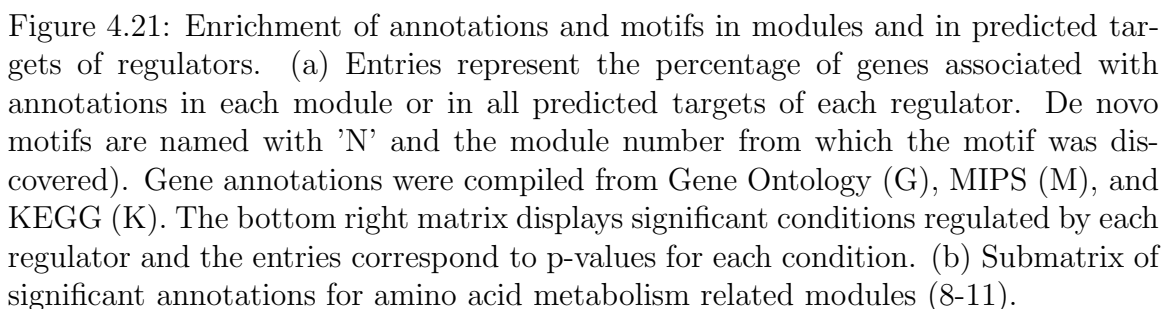 Figure 4.21: Enrichment of annotations and motifs in modules and in predicted tar-
gets of regulators. (a) Entries represent the percentage of genes associated with
annotations in each module or in all predicted targets of each regulator. De novo
motifs are named with 'N' and the module number from which the motif was dis-
covered). Gene annotations were compiled from Gene Ontology (G), MIPS (M), and
KEGG (K). The bottom right matrix displays significant conditions regulated by each
regulator and the entries correspond to p-values for each condition. (b) Submatrix of
significant annotations for amino acid metabolism related modules (8-11).